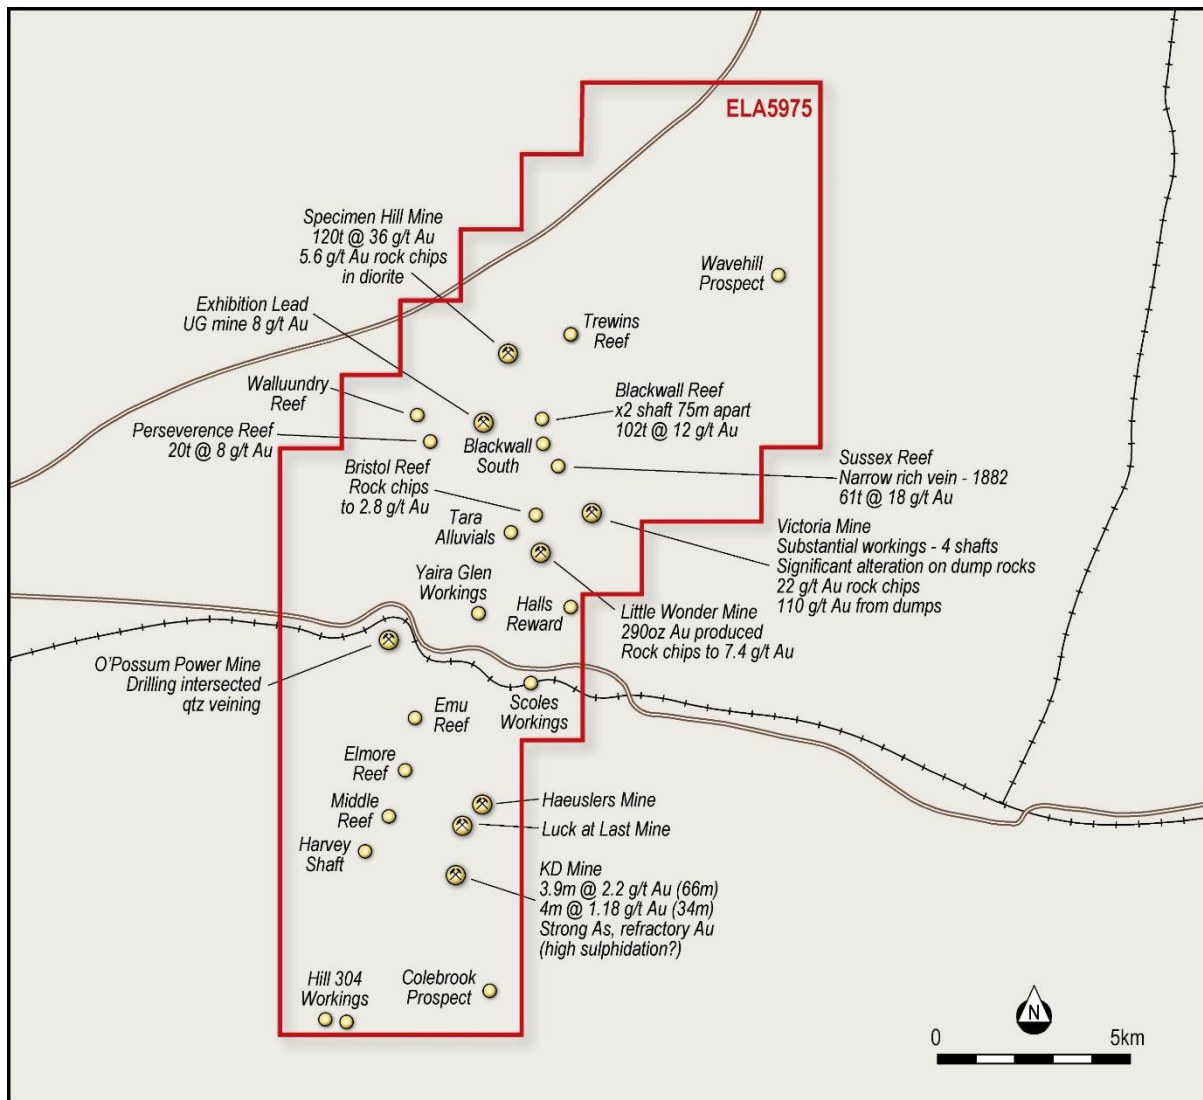 ELA5975
Specimen Hill Mine
120t @ 36 g/t Au
5.6 g/t Au rock chips
in diorite
Wavehill
Prospect
Exhibition Lead
UG mine 8 g/t Au
Trewins
Reef
Walluundry
Reef
Blackwall Reef
x2 shaft 75m apart
102t @ 12 g/t Au
Perseverence Reef
20t @ 8 g/t Au
Blackwall
South
Sussex Reef
Narrow rich vein - 1882
61t @ 18 g/t Au
Bristol Reef
Rock chips
to 2.8 g/t Au
Tara
Alluvials
Victoria Mine
Substantial workings - 4 shafts
Significant alteration on dump rocks
22 g/t Au rock chips
110 g/t Au from dumps
Yaira Glen
Workings
Halls
Reward
Little Wonder Mine
290oz Au produced
Rock chips to 7.4 g/t Au
O'Possum Power Mine
Drilling intersected
qtz veining
Scoles
Workings
Emu
Reef
Elmore
Reef
Middle
Reef
Haeuslers Mine
Luck at Last Mine
Harvey
Shaft
KD Mine
3.9m @ 2.2 g/t Au (66m)
4m @ 1.18 g/t Au (34m)
Strong As, refractory Au
(high sulphidation?)
Hill 304
Workings
Colebrook
Prospect
N
0 5km